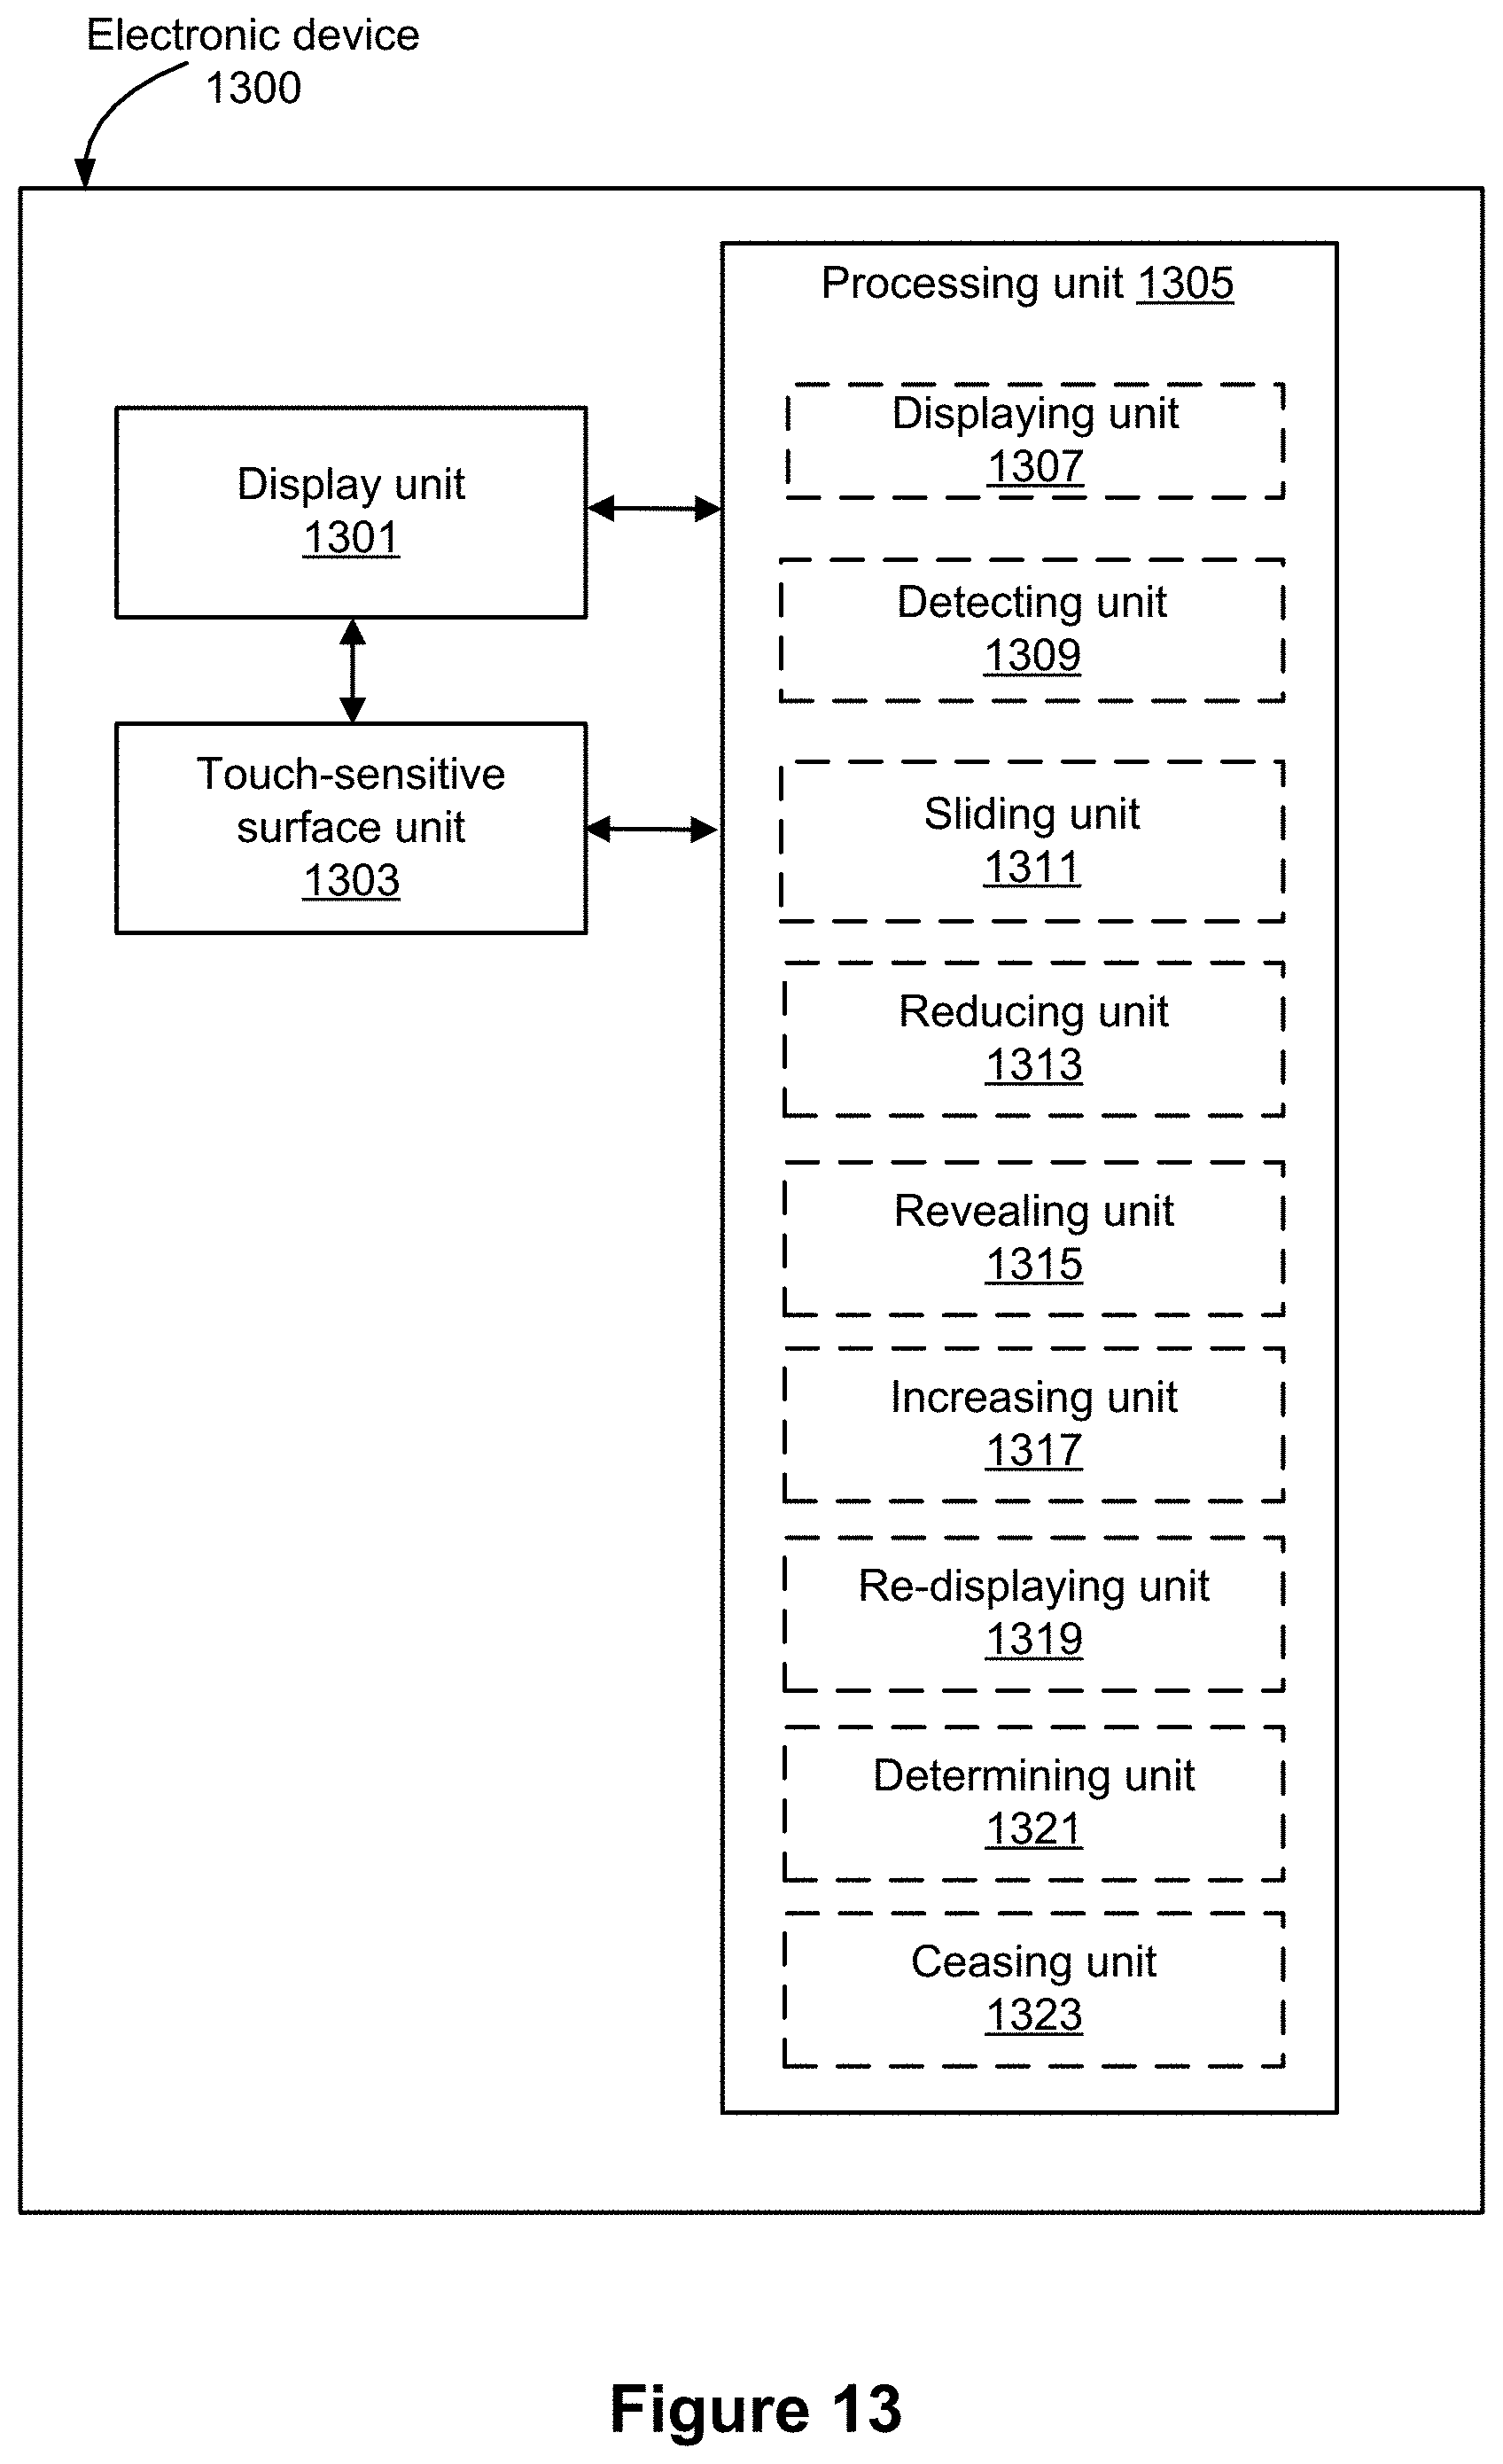 Electronic device
1300
Processing unit 1305
Display unit
1301
Touch-sensitive
surface unit
1303
Displaying unit
1307
Detecting unit
1309
Sliding unit
1311
Reducing unit
1313
Revealing unit
1315
Increasing unit
1317
Re-displaying unit
1319
Determining unit
1321
Ceasing unit
1323
Figure 13